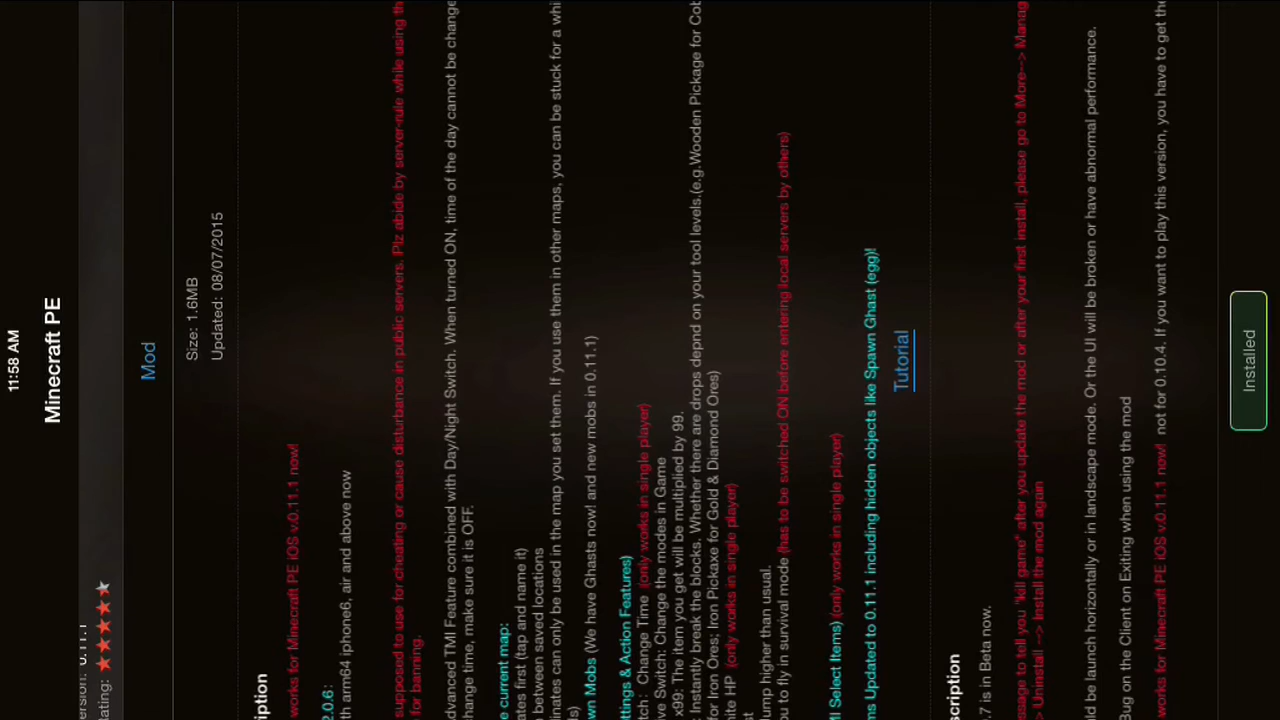 11:58 AM
Minecraft PE
ersion: 0.11.1
ating:
Mod
Size: 1.6MB
Updated: 08/07/2015
iption
works for Minecraft PE iOS v.0.11.1 now!
2.0.6:
th arm64 iphone6, air and above now
supposed to use for cheating or cause disturbance in public servers. Plz abide by server-rule while using th
for banning.
dvanced TMI Feature combined with Day/Night Switch. When turned ON, time of the day cannot be change
hange time, make sure it is OFF.
e current map:
ates first (tap and name it)
between saved locations
inates can only be used in the map you set them. If you use them in other maps, you can be stuck for a whi
s)
wn Mobs (We have Ghasts now! and new mobs in 0.11.1)
ttings & Action Features)
tch: Change Time (only works in single player)
ve Switch: Change the modes in Game
x99: The item you get will be multiplied by 99.
: Instantly break the blocks. Whether there are drops depnd on your tool levels,(e.g.Wooden Pickage for Cob
for Iron Ores; Iron Pickaxe for Gold & Diamond Ores)
nite HP (only works in single player)
st
ump higher than usual.
ou to fly in survival mode (has to be switched ON before entering local servers by others)
MI Select Items) (only works in single player)
ms Updated to 0.11.1 including hidden objects like Spawn Ghast (egg)!
Tutorial
scription
.7 is in Beta now.
ssage to tell you "kill game" after you update the mod or after your first install, please go to More--> Manag
> Uninstall --> Install the mod again
uld be launch horizontally or in landscape mode. Or the UI will be broken or have abnormal performance.
bug on the Client on Exiting when using the mod
works for Minecraft PE iOS v.0.11.1 now! not for 0.10.4. If you want to play this version, you have to get the
Installed